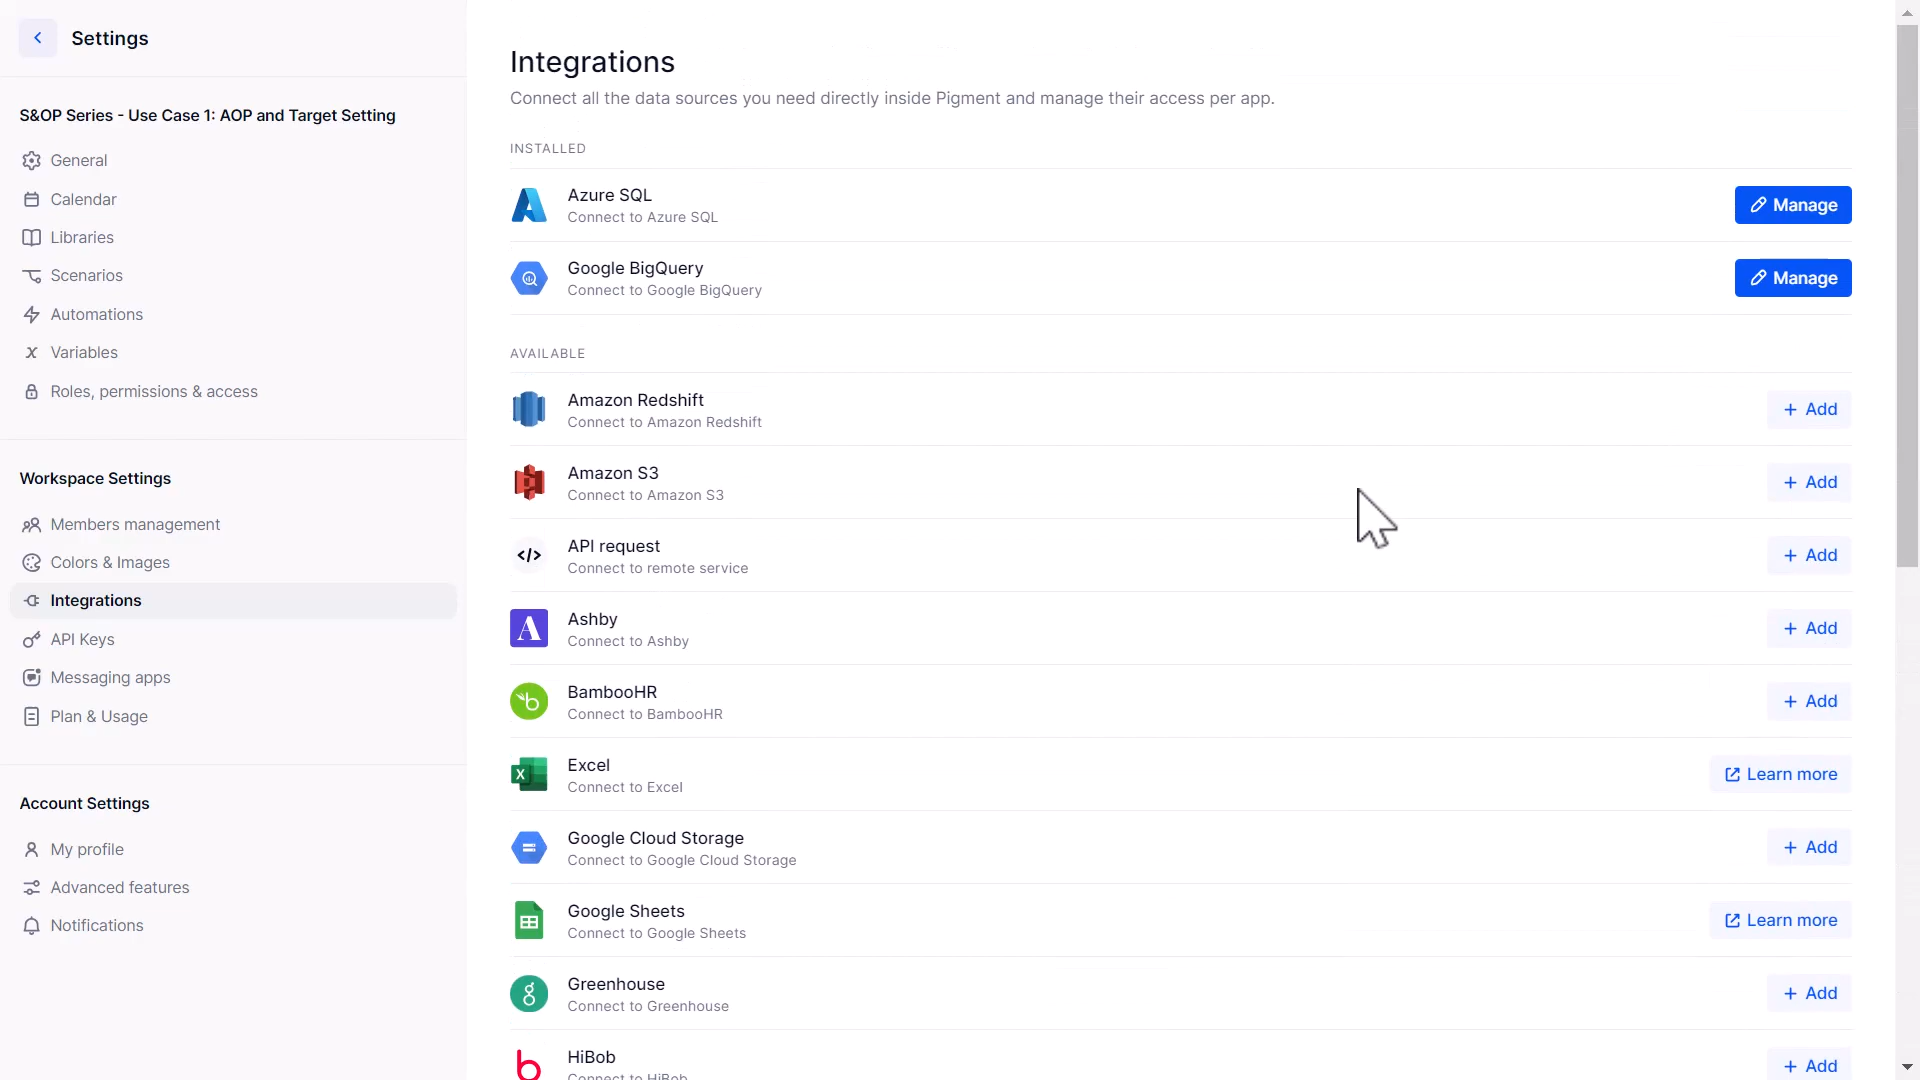 Settings
S&OP Series - Use Case 1: AOP and Target Setting
General
Calendar
Libraries
Scenarios
Automations
Variables
Roles, permissions & access
Workspace Settings
Members management
Colors & Images
Integrations
API Keys
Messaging apps
Plan & Usage
Account Settings
My profile
Advanced features
Notifications
Integrations
Connect all the data sources you need directly inside Pigment and manage their access per app.
INSTALLED
Azure SQL
Connect to Azure SQL
Manage
Google BigQuery
Connect to Google BigQuery
Manage
AVAILABLE
Amazon Redshift
Connect to Amazon Redshift
+ Add
Amazon S3
Connect to Amazon S3
+ Add
API request
Connect to remote service
+ Add
Ashby
Connect to Ashby
+ Add
BambooHR
Connect to BambooHR
+ Add
Excel
Connect to Excel
Learn more
Google Cloud Storage
Connect to Google Cloud Storage
+ Add
Google Sheets
Connect to Google Sheets
Learn more
Greenhouse
Connect to Greenhouse
+ Add
HiBob
Connect to HiBob
+ Add